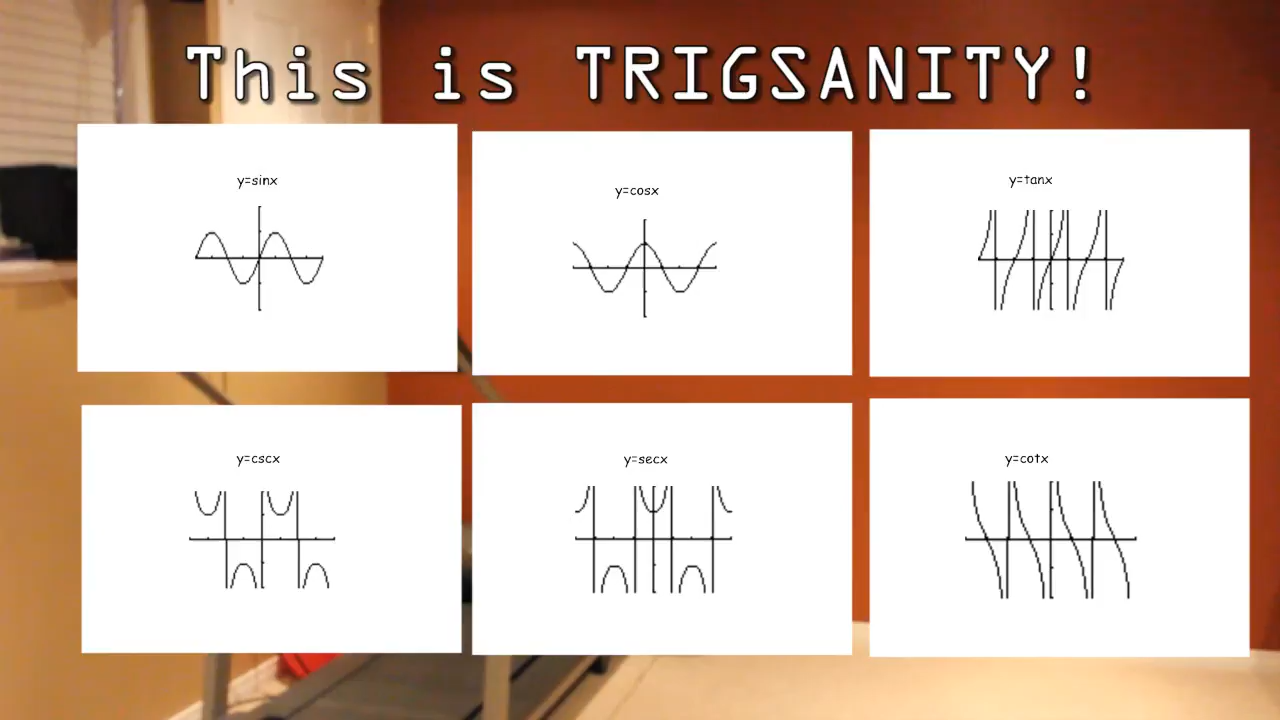 This is TRIGSANITY!
y=sinx
y=cosx
y=tanx
y=cscx
y=secx
y=cotx